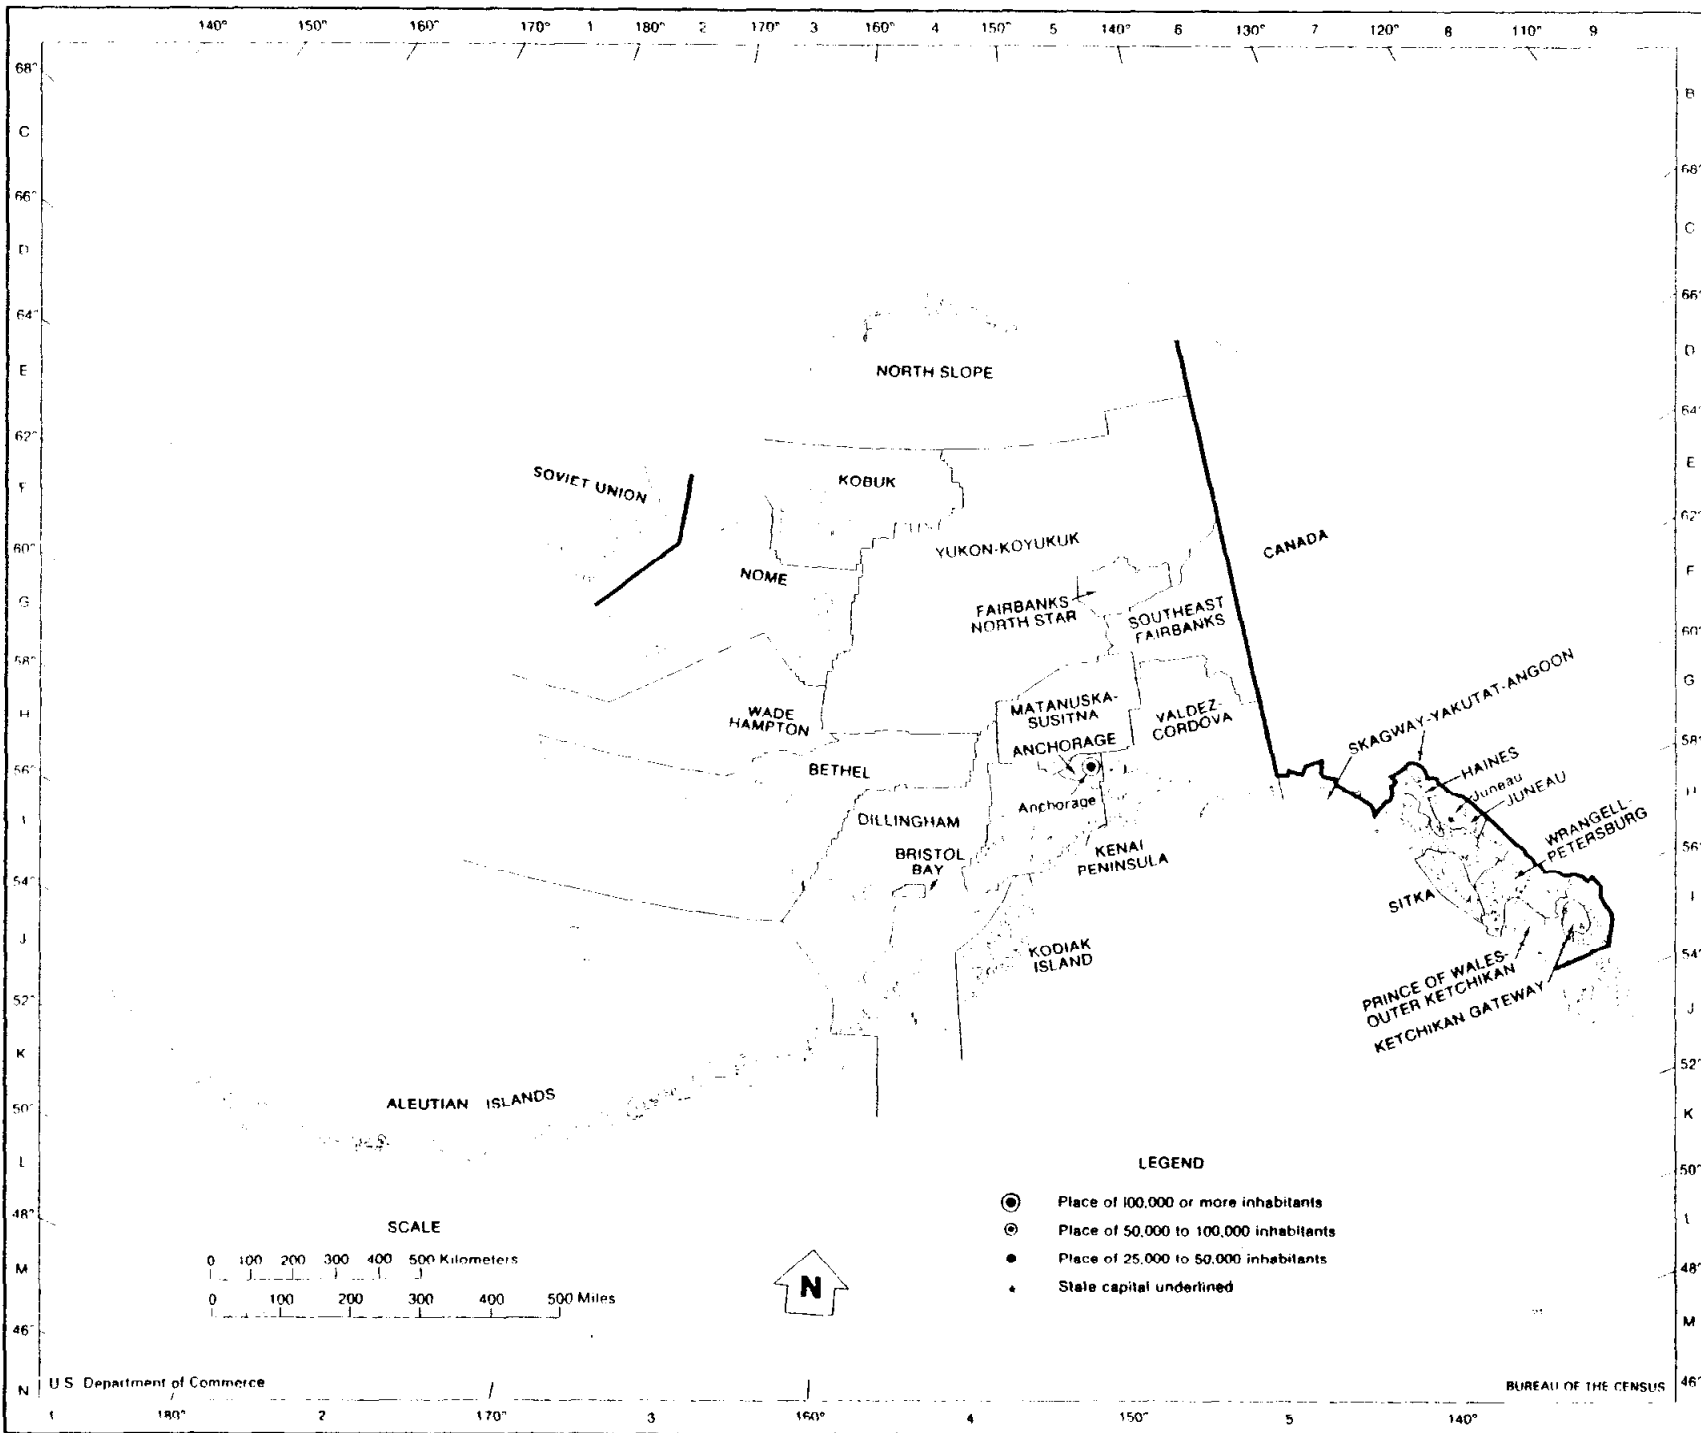 140° 150° 160° 170° 1 180° 2 170° 3 160° 4 150° 5 140° 6 130° 7 120° 8 110° 9
68°
C
66°
D
64°
E
62°
F
60°
G
58°
H
56°
I
54°
J
52°
K
50°
L
48°
M
46°
N
B
68°
C
66°
D
64°
E
62°
F
60°
G
58°
H
56°
I
54°
J
52°
K
50°
L
48°
M
46°
NORTH SLOPE
SOVIET UNION
KOBUK
YUKON-KOYUKUK
CANADA
NOME
FAIRBANKS
NORTH STAR
SOUTHEAST
FAIRBANKS
WADE
HAMPTON
MATANUSKA-
SUSITNA
VALDEZ-
CORDOVA
ANCHORAGE
Anchorage
BETHEL
DILLINGHAM
BRISTOL
BAY
KENAI
PENINSULA
KODIAK
ISLAND
SKAGWAY-YAKUTAT-ANGOON
HAINES
Juneau
JUNEAU
WRANGELL-
PETERSBURG
SITKA
PRINCE OF WALES-
OUTER KETCHIKAN
KETCHIKAN GATEWAY
ALEUTIAN ISLANDS
LEGEND
Place of 100,000 or more inhabitants
Place of 50,000 to 100,000 inhabitants
Place of 25,000 to 50,000 inhabitants
State capital underlined
SCALE
0 100 200 300 400 500 Kilometers
0 100 200 300 400 500 Miles
N
U.S. Department of Commerce
BUREAU OF THE CENSUS
1 180° 2 170° 3 160° 4 150° 5 140°